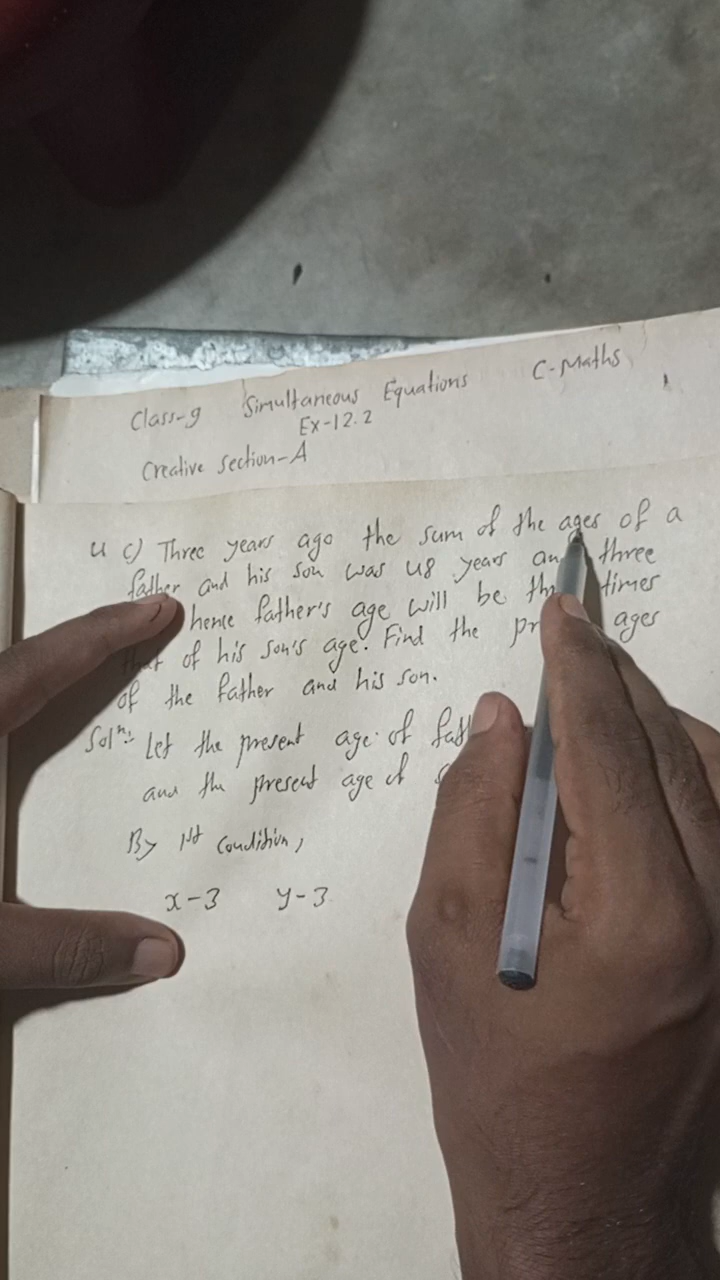 Class-9 Simultaneous Equations C-Maths
Ex-12.2
Creative section-A
4 c) Three years ago the sum of the ages of a
father and his son was 48 years three
hence father's age will be times
of his son's age. Find the ages
of the father and his son.
Solⁿ: Let the present age of
and the present age of
By 1st condition,
x-3 y-3